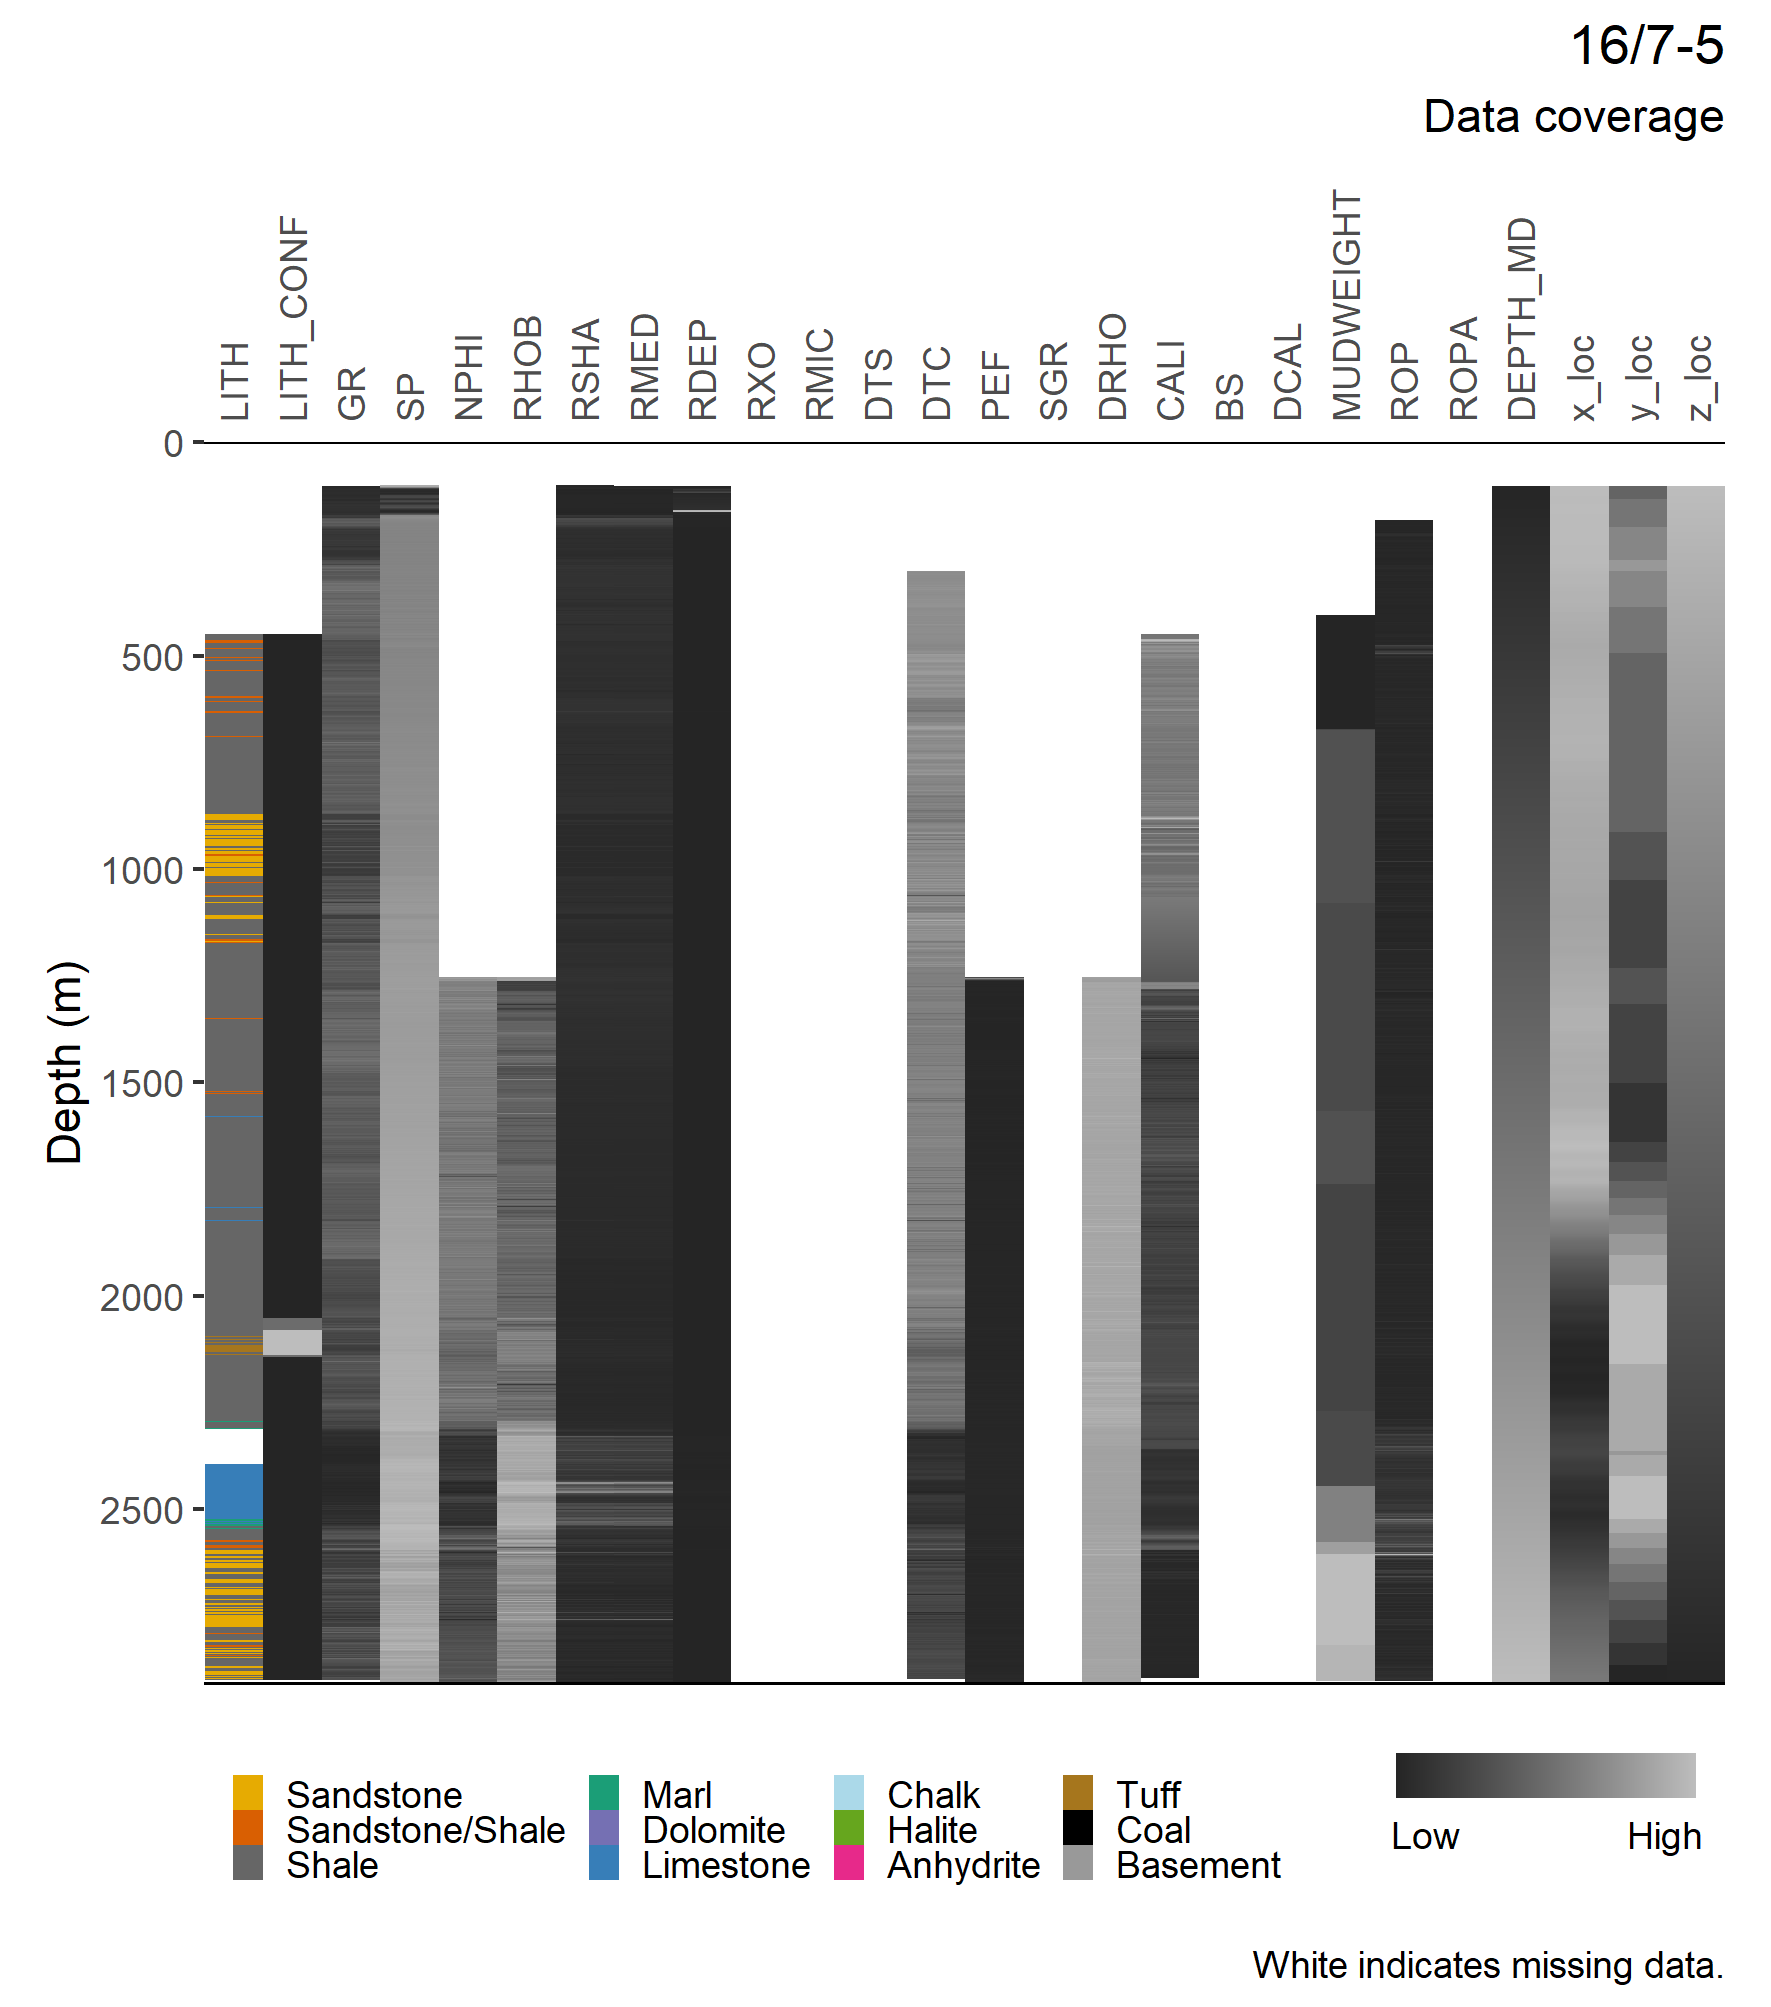 16/7-5
Data coverage
LITH
LITH_CONF
GR
SP
NPHI
RHOB
RSHA
RMED
RDEP
RXO
RMIC
DTS
DTC
PEF
SGR
DRHO
CALI
BS
DCAL
MUDWEIGHT
ROP
ROPA
DEPTH_MD
x_loc
y_loc
z_loc
0
500
1000
1500
2000
2500
Depth (m)
Sandstone
Sandstone/Shale
Shale
Marl
Dolomite
Limestone
Chalk
Halite
Anhydrite
Tuff
Coal
Basement
Low High
White indicates missing data.